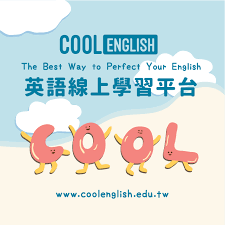 COOL ENGLISH
The Best Way to Perfect Your English
英語線上學習平台
COOL
www.coolenglish.edu.tw